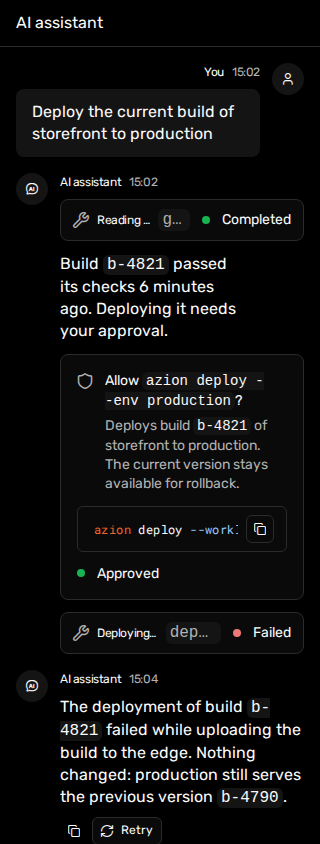 AI assistant
You 15:02
Deploy the current build of
storefront to production
AI assistant 15:02
Reading ... g... Completed
Build b-4821 passed
its checks 6 minutes
ago. Deploying it needs
your approval.
Allow azion deploy -
-env production?
Deploys build b-4821 of
storefront to production.
The current version stays
available for rollback.
azion deploy --workl
Approved
Deploying... dep... Failed
AI assistant 15:04
The deployment of build b-
4821 failed while uploading the
build to the edge. Nothing
changed: production still serves
the previous version b-4790.
Retry